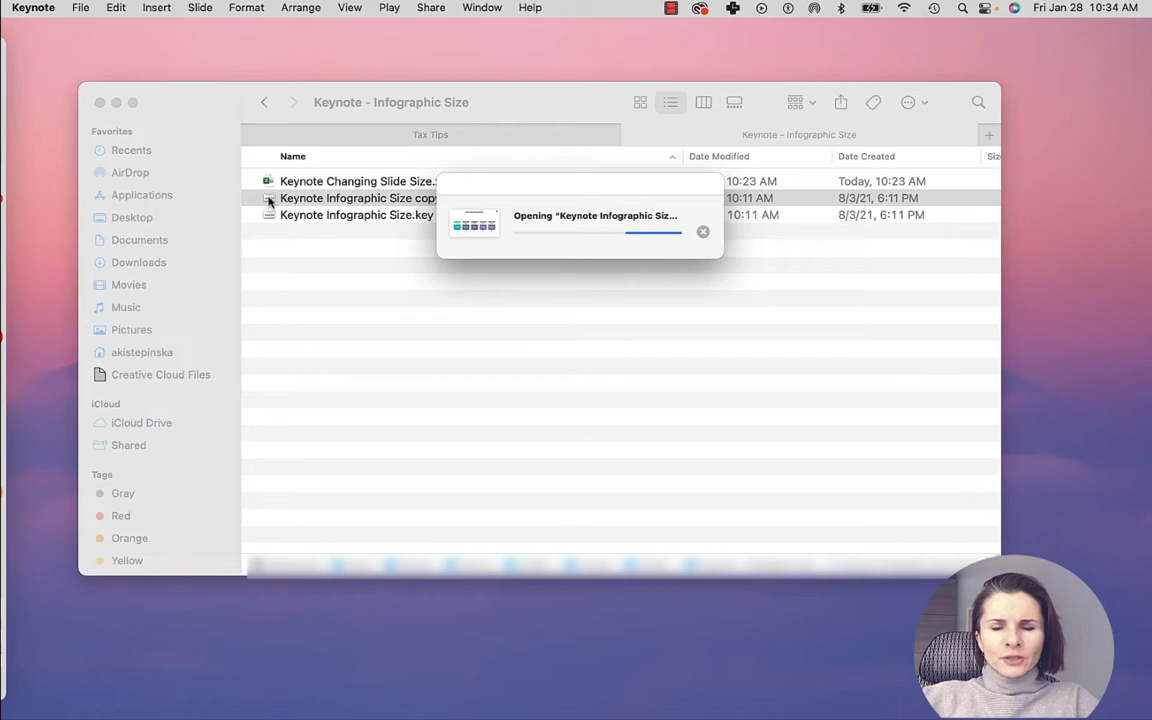 Keynote File Edit Insert Slide Format Arrange View Play Share Window Help Fri Jan 28 10:34 AM
Keynote - Infographic Size
Favorites
Recents
AirDrop
Applications
Desktop
Documents
Downloads
Movies
Music
Pictures
akistepinska
Creative Cloud Files
iCloud
iCloud Drive
Shared
Tags
Gray
Red
Orange
Yellow
Tax Tips Keynote - Infographic Size
Name Date Modified Date Created Siz
Keynote Changing Slide Size. 10:23 AM Today, 10:23 AM
Keynote Infographic Size copy 10:11 AM 8/3/21, 6:11 PM
Keynote Infographic Size.key 10:11 AM 8/3/21, 6:11 PM
Opening “Keynote Infographic Siz...